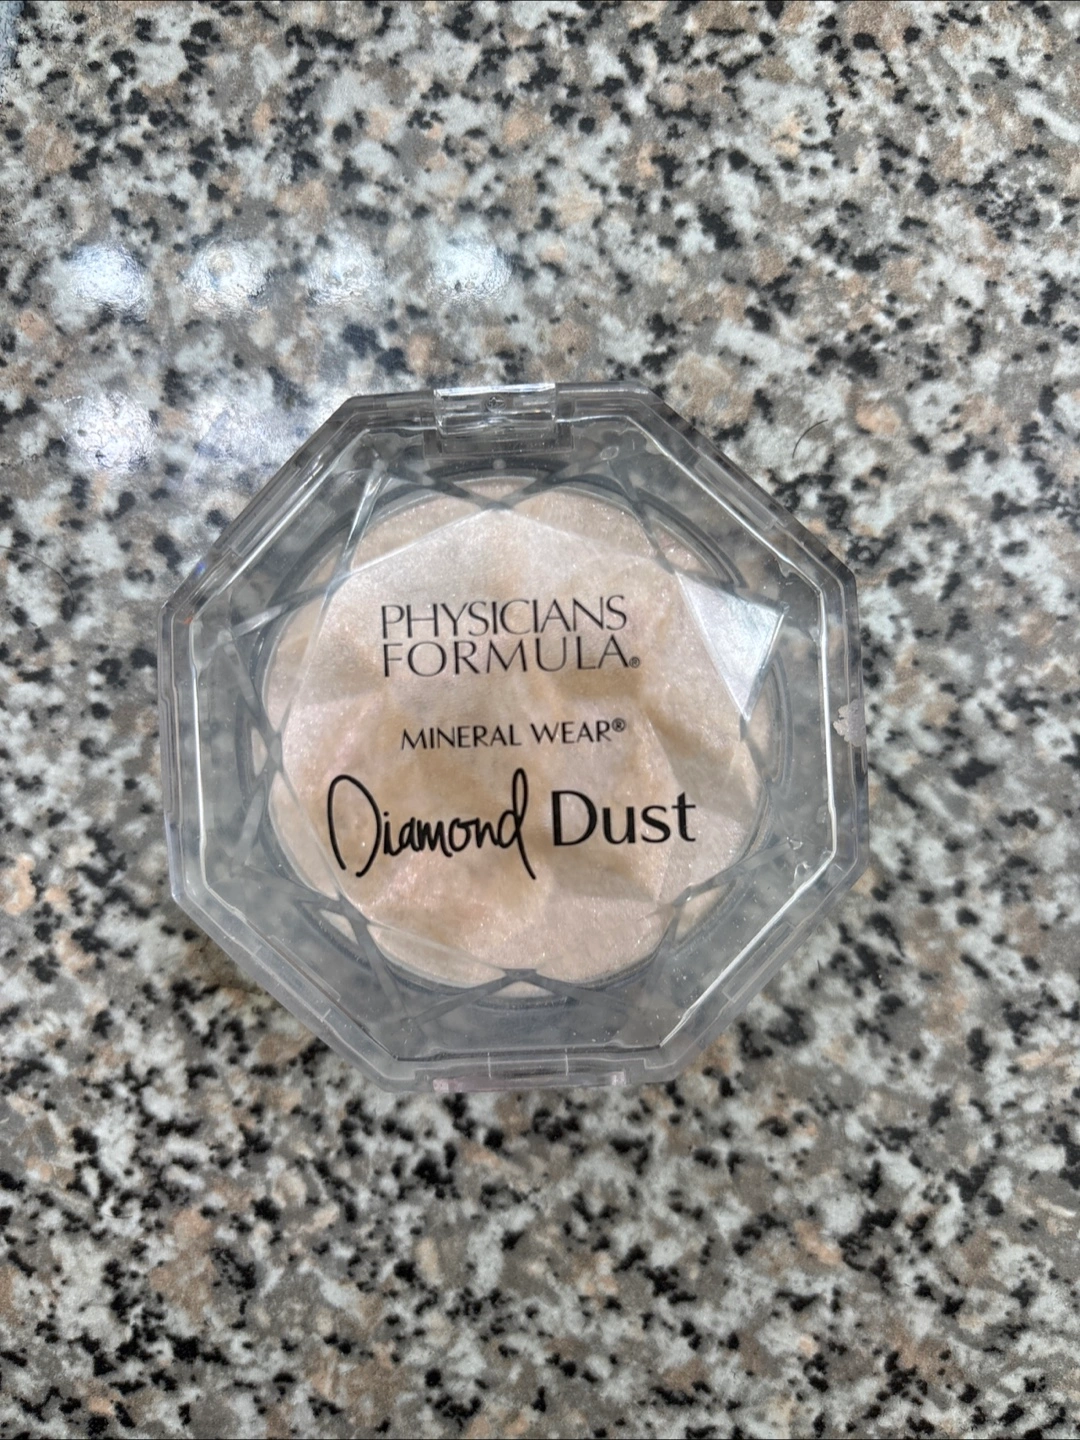 PHYSICIANS
FORMULA®
MINERAL WEAR®
Diamond Dust